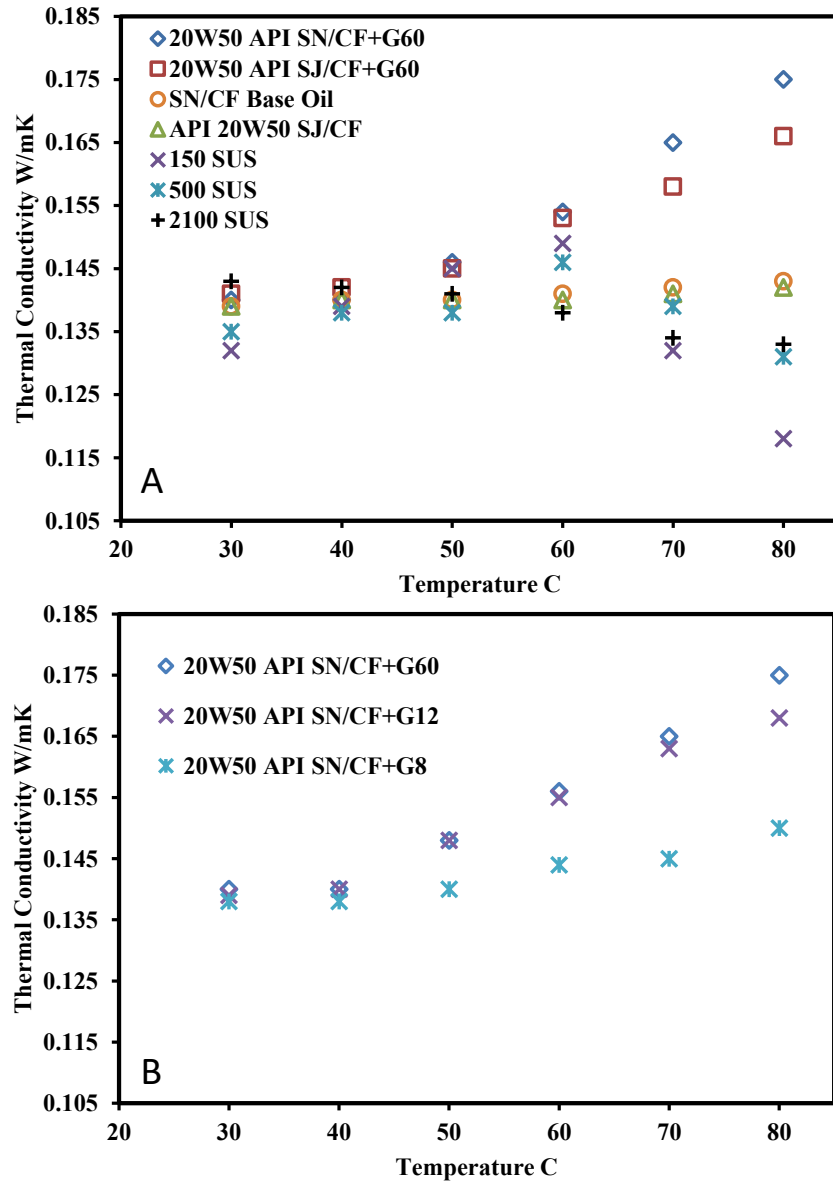 0.185
0.175
0.165
0.155
0.145
0.135
0.125
0.115
0.105
Thermal Conductivity W/mK
20W50 API SN/CF+G60
20W50 API SJ/CF+G60
SN/CF Base Oil
API 20W50 SJ/CF
150 SUS
500 SUS
2100 SUS
A
20 30 40 50 60 70 80
Temperature C
0.185
0.175
0.165
0.155
0.145
0.135
0.125
0.115
0.105
Thermal Conductivity W/mK
20W50 API SN/CF+G60
20W50 API SN/CF+G12
20W50 API SN/CF+G8
B
20 30 40 50 60 70 80
Temperature C